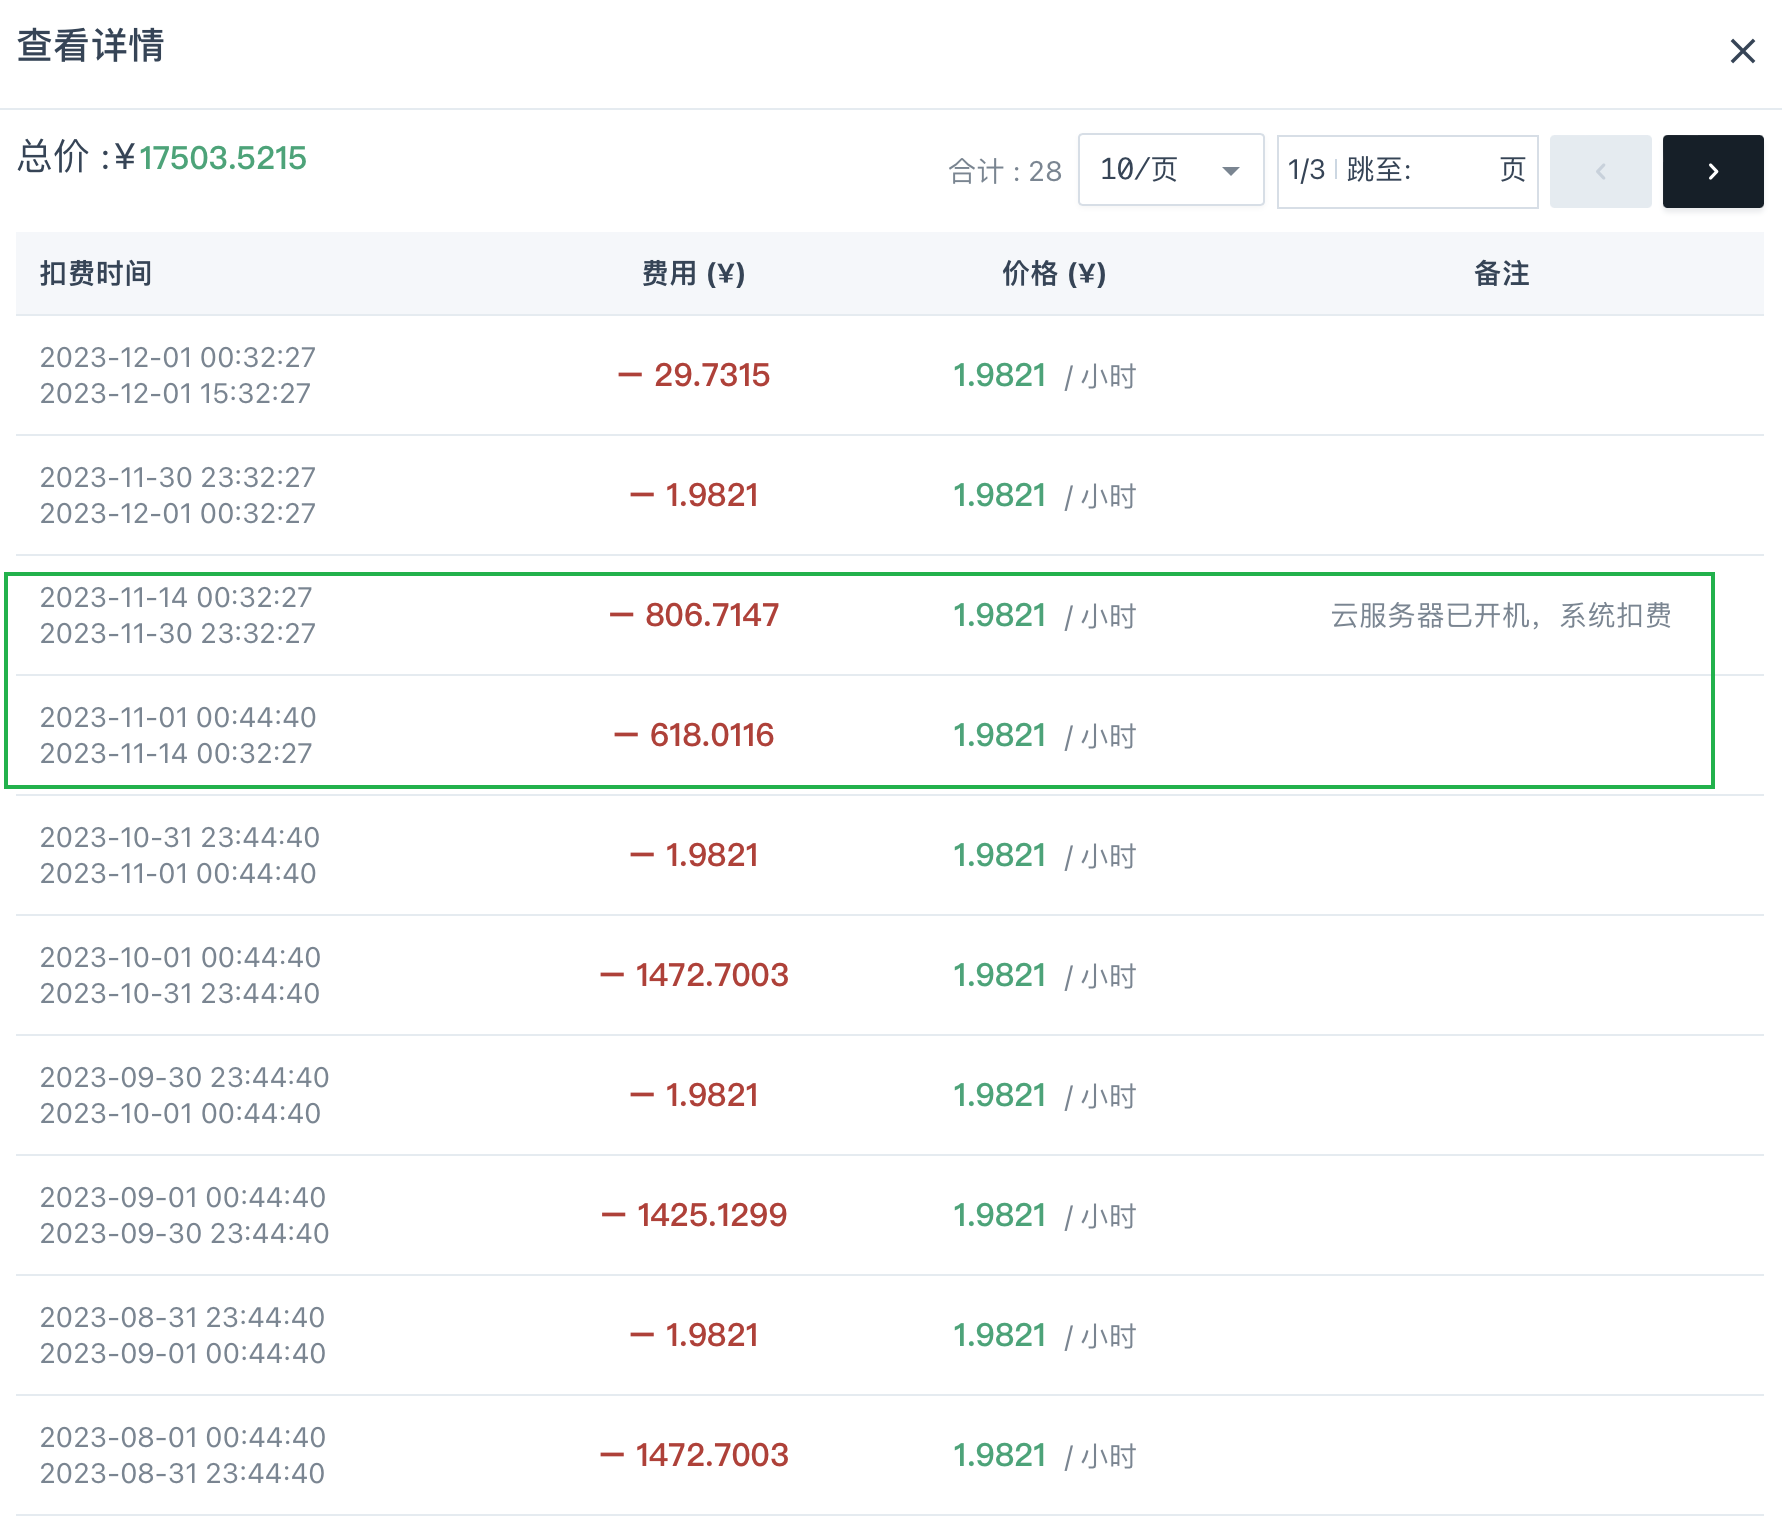 查看详情
总价 :¥17503.5215
合计 : 28
10/页
1/3 跳至: 页
扣费时间 费用 (¥) 价格 (¥) 备注
2023-12-01 00:32:27
2023-12-01 15:32:27
— 29.7315 1.9821 / 小时
2023-11-30 23:32:27
2023-12-01 00:32:27
— 1.9821 1.9821 / 小时
2023-11-14 00:32:27
2023-11-30 23:32:27
— 806.7147 1.9821 / 小时 云服务器已开机，系统扣费
2023-11-01 00:44:40
2023-11-14 00:32:27
— 618.0116 1.9821 / 小时
2023-10-31 23:44:40
2023-11-01 00:44:40
— 1.9821 1.9821 / 小时
2023-10-01 00:44:40
2023-10-31 23:44:40
— 1472.7003 1.9821 / 小时
2023-09-30 23:44:40
2023-10-01 00:44:40
— 1.9821 1.9821 / 小时
2023-09-01 00:44:40
2023-09-30 23:44:40
— 1425.1299 1.9821 / 小时
2023-08-31 23:44:40
2023-09-01 00:44:40
— 1.9821 1.9821 / 小时
2023-08-01 00:44:40
2023-08-31 23:44:40
— 1472.7003 1.9821 / 小时